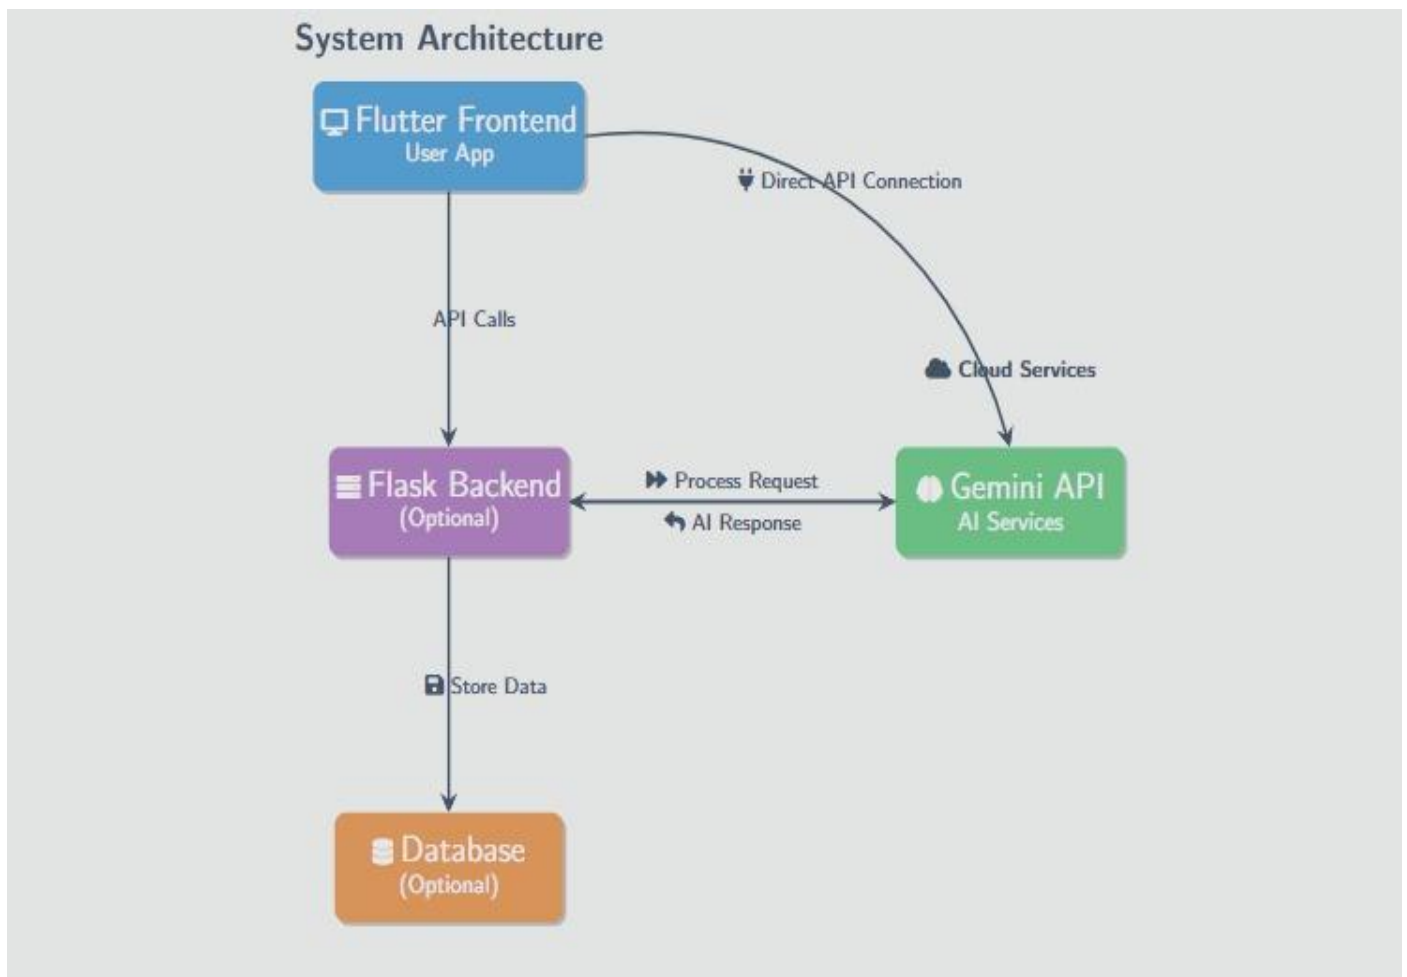 System Architecture
Flutter Frontend
User App
Direct API Connection
API Calls
Cloud Services
Flask Backend
(Optional)
Process Request
AI Response
Gemini API
AI Services
Store Data
Database
(Optional)